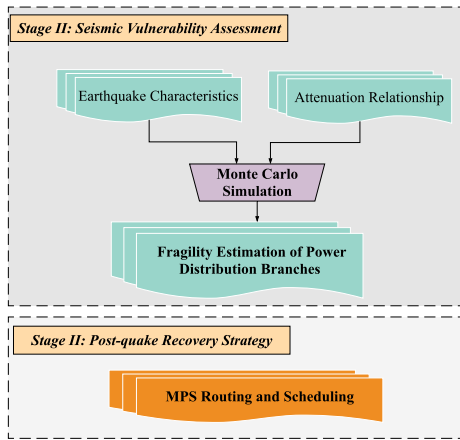 Stage II: Seismic Vulnerability Assessment
Earthquake Characteristics
Attenuation Relationship
Monte Carlo
Simulation
Fragility Estimation of Power
Distribution Branches
Stage II: Post-quake Recovery Strategy
MPS Routing and Scheduling